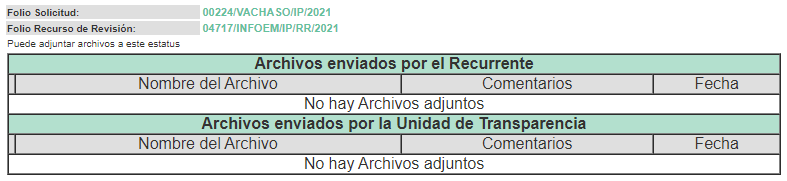 Folio Solicitud: 00224/VACHASO/IP/2021
Folio Recurso de Revisión: 04717/INFOEM/IP/RR/2021
Puede adjuntar archivos a este estatus
Archivos enviados por el Recurrente
Nombre del Archivo Comentarios Fecha
No hay Archivos adjuntos
Archivos enviados por la Unidad de Transparencia
Nombre del Archivo Comentarios Fecha
No hay Archivos adjuntos